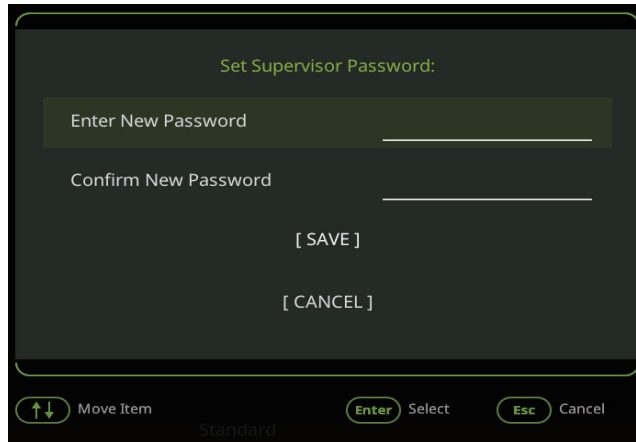 Set Supervisor Password:
Enter New Password
Confirm New Password
[ SAVE ]
[ CANCEL ]
↑↓ Move Item Enter Select Esc Cancel
Standard